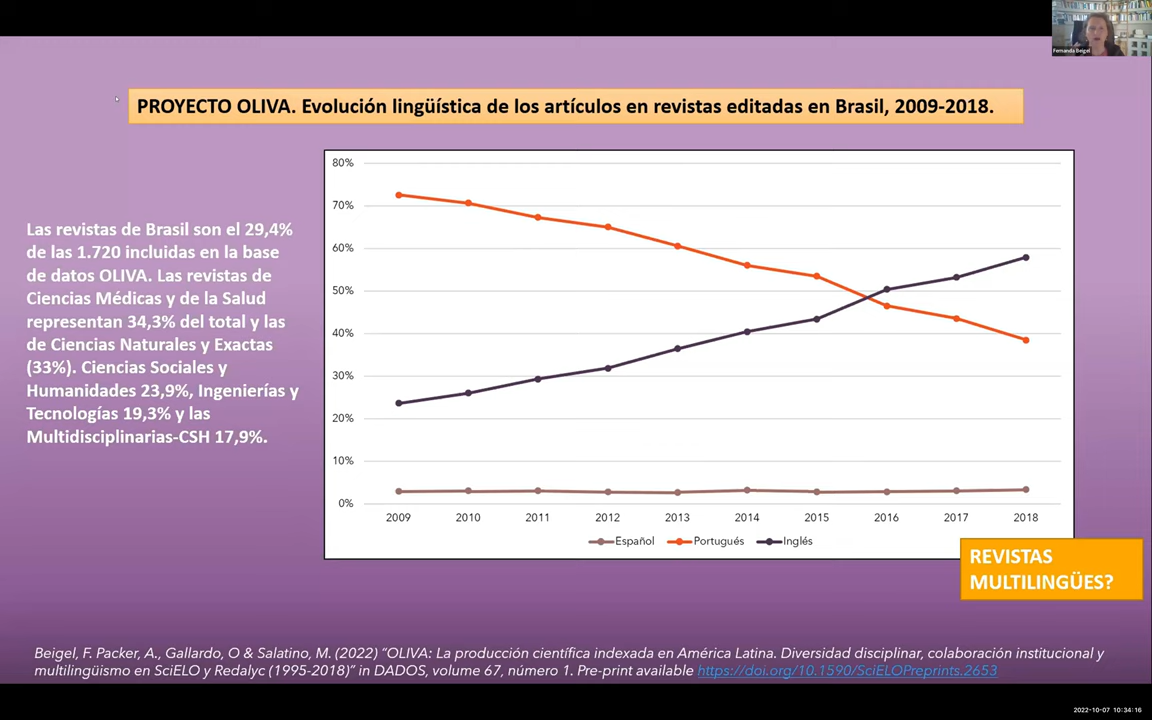 Fernanda Beigel
PROYECTO OLIVA. Evolución lingüística de los artículos en revistas editadas en Brasil, 2009-2018.
Las revistas de Brasil son el 29,4%
de las 1.720 incluidas en la base
de datos OLIVA. Las revistas de
Ciencias Médicas y de la Salud
representan 34,3% del total y las
de Ciencias Naturales y Exactas
(33%). Ciencias Sociales y
Humanidades 23,9%, Ingenierías y
Tecnologías 19,3% y las
Multidisciplinarias-CSH 17,9%.
80%
70%
60%
50%
40%
30%
20%
10%
0%
2009 2010 2011 2012 2013 2014 2015 2016 2017 2018
Español Portugués Inglés
REVISTAS
MULTILINGÜES?
Beigel, F. Packer, A., Gallardo, O & Salatino, M. (2022) “OLIVA: La producción científica indexada en América Latina. Diversidad disciplinar, colaboración institucional y
multilingüismo en SciELO y Redalyc (1995-2018)” in DADOS, volume 67, número 1. Pre-print available https://doi.org/10.1590/SciELOPreprints.2653
2022-10-07 10:34:16